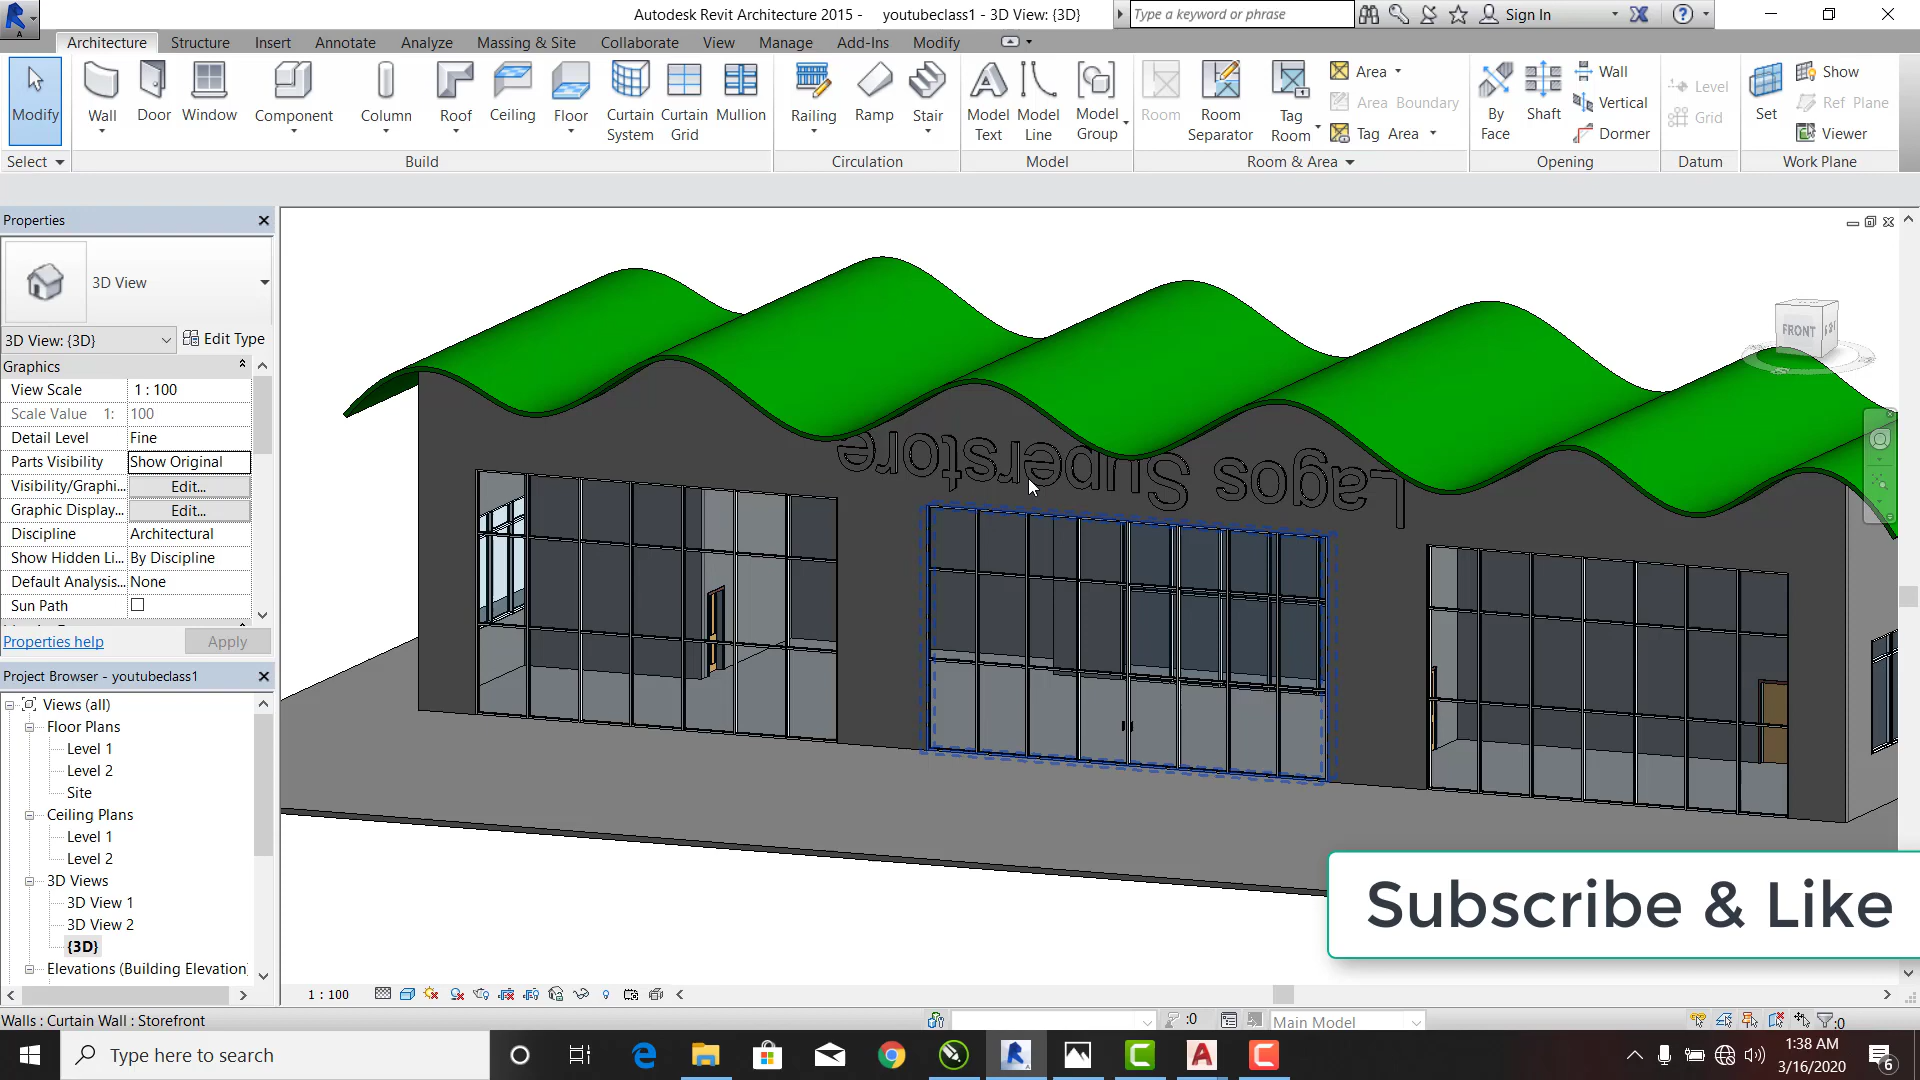 Autodesk Revit Architecture 2015 - youtubeclass1 - 3D View: {3D}
Type a keyword or phrase
Sign In
Architecture Structure Insert Annotate Analyze Massing & Site Collaborate View Manage Add-Ins Modify
Modify
Wall
Door
Window
Component
Column
Roof
Ceiling
Floor
Curtain System
Curtain Grid
Mullion
Railing
Ramp
Stair
Model Text
Model Line
Model Group
Room
Room Separator
Tag Room
Area
Area Boundary
Tag Area
By Face
Shaft
Wall
Vertical
Dormer
Level
Grid
Set
Show
Ref Plane
Viewer
Select
Build
Circulation
Model
Room & Area
Opening
Datum
Work Plane
Properties
3D View
3D View: {3D}
Edit Type
Graphics
View Scale 1 : 100
Scale Value 1: 100
Detail Level Fine
Parts Visibility Show Original
Visibility/Graphi... Edit...
Graphic Display... Edit...
Discipline Architectural
Show Hidden Li... By Discipline
Default Analysis... None
Sun Path
Properties help
Apply
Project Browser - youtubeclass1
Views (all)
Floor Plans
Level 1
Level 2
Site
Ceiling Plans
Level 1
Level 2
3D Views
3D View 1
3D View 2
{3D}
Elevations (Building Elevation
FRONT
Lagos Superstore
Subscribe & Like
1 : 100
Walls : Curtain Wall : Storefront
:0
Main Model
:0
Type here to search
1:38 AM
3/16/2020
6